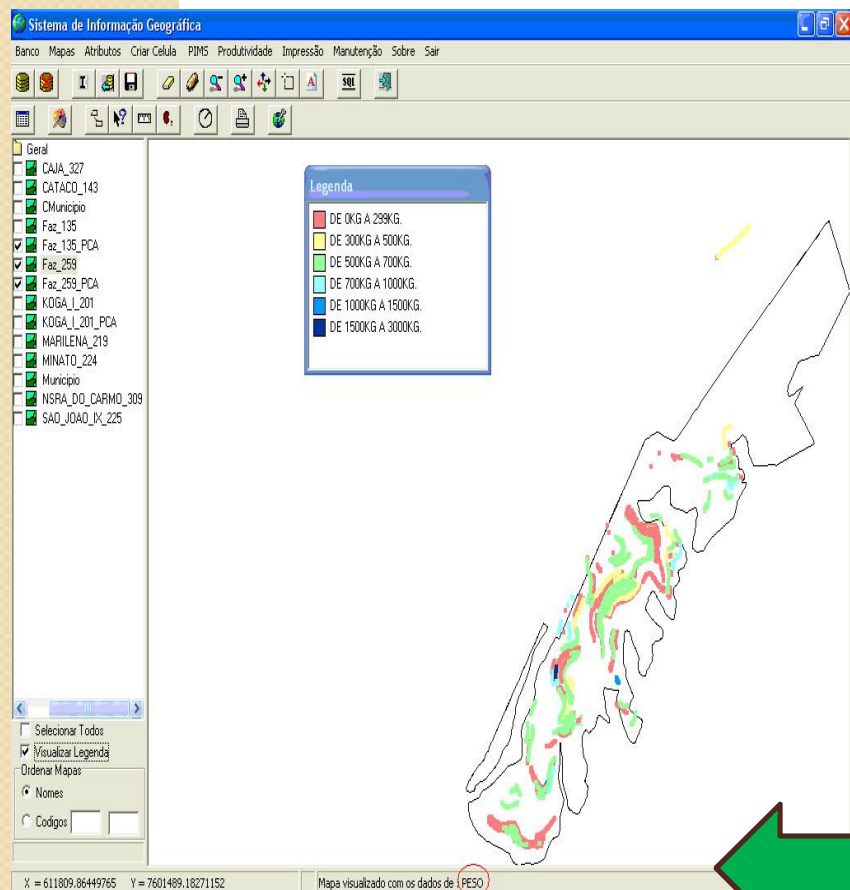 Sistema de Informação Geográfica
Banco Mapas Atributos Criar Celula PIMS Produtividade Impressão Manutenção Sobre Sair
SQL
Geral
CAJA_327
CATACO_143
CMunicipio
Faz_135
Faz_135_PCA
Faz_259
Faz_259_PCA
KOGA_I_201
KOGA_I_201_PCA
MARILENA_219
MINATO_224
Municipio
NSRA_DO_CARMO_309
SAO_JOAO_IX_225
Legenda
DE 0KG A 299KG.
DE 300KG A 500KG.
DE 500KG A 700KG.
DE 700KG A 1000KG.
DE 1000KG A 1500KG.
DE 1500KG A 3000KG.
Selecionar Todos
Visualizar Legenda
Ordenar Mapas
Nomes
Codigos
X = 611809.86449765 Y = 7601489.18271152 Mapa visualizado com os dados de : PESO